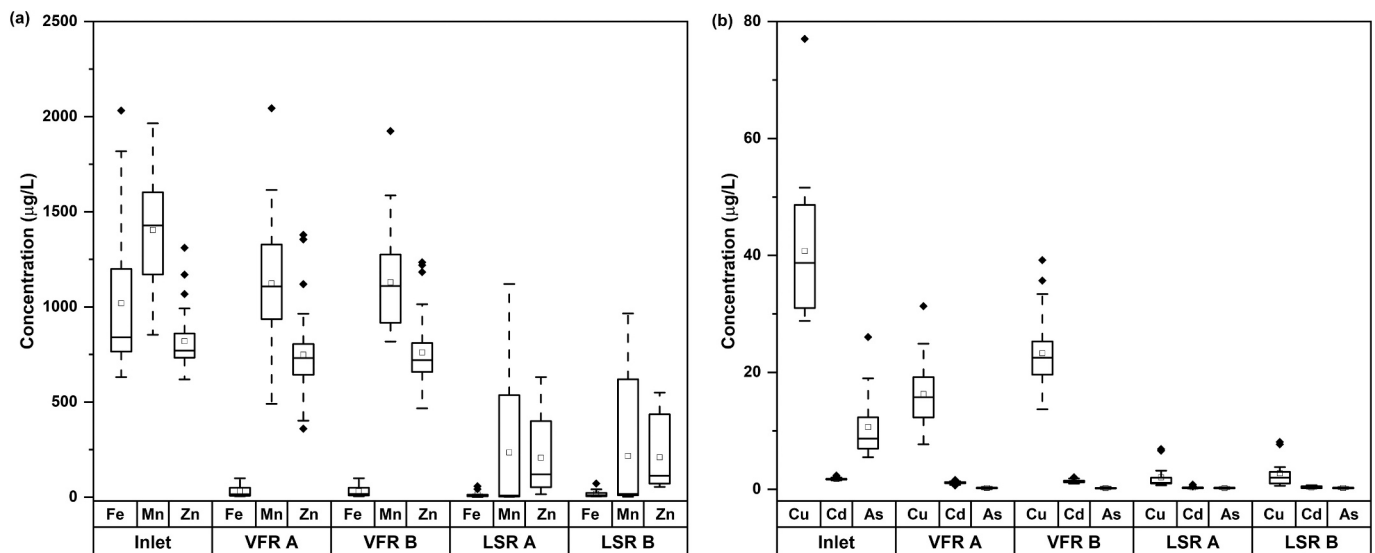 (a)
Concentration (µg/L)
2500
2000
1500
1000
500
0
Fe Mn Zn Fe Mn Zn Fe Mn Zn Fe Mn Zn Fe Mn Zn
Inlet VFR A VFR B LSR A LSR B
(b)
Concentration (µg/L)
80
60
40
20
0
Cu Cd As Cu Cd As Cu Cd As Cu Cd As Cu Cd As
Inlet VFR A VFR B LSR A LSR B